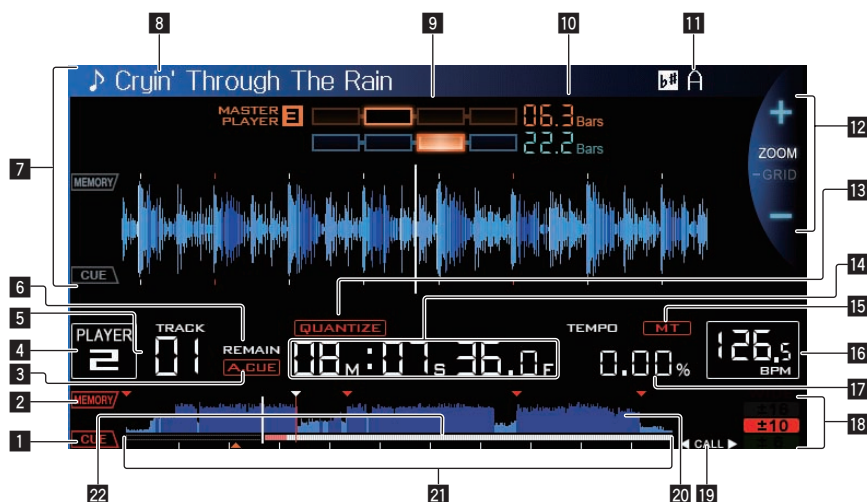 8 9 10 11
♪ Cryin' Through The Rain ♭# A
MASTER PLAYER 3 06.3 Bars
22.2 Bars
+
ZOOM
-GRID
−
12
7
MEMORY
CUE
13
14
6
15
5
QUANTIZE
PLAYER
2
TRACK
01
REMAIN
A.CUE
08M:07S 36.0F
TEMPO
MT
0.00%
126.5
BPM
4
16
3
17
2
MEMORY
±16
±10
±6
18
1
CUE
◀ CALL ▶
22 21 20 19